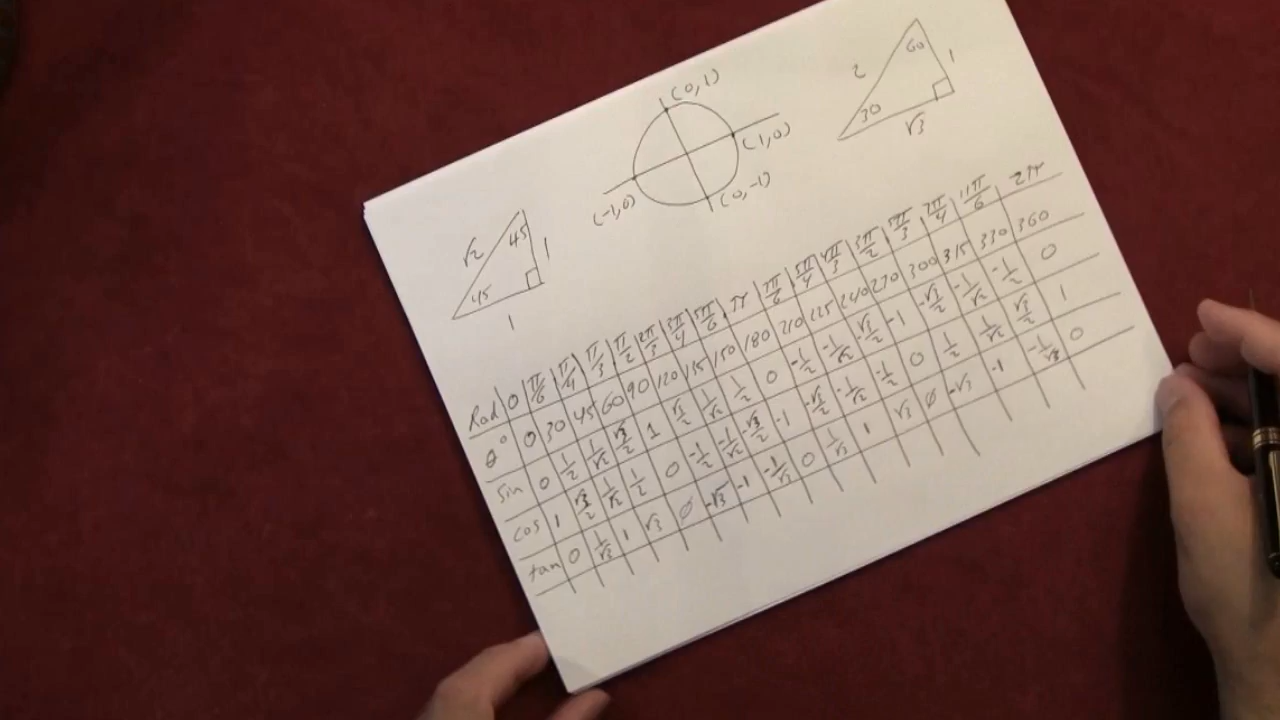 (0,1)
(1,0)
(-1,0)
(0,-1)
60
2
1
30
√3
45
√2
1
45
1
Rad 0 π/6 π/4 π/3 π/2 2π/3 3π/4 5π/6 π 7π/6 5π/4 4π/3 3π/2 5π/3 7π/4 11π/6 2π
θ° 0 30 45 60 90 120 135 150 180 210 225 240 270 300 315 330 360
sin 0 1/2 1/√2 √3/2 1 √3/2 1/√2 1/2 0 -1/2 -1/√2 -√3/2 -1 -√3/2 -1/√2 -1/2 0
cos 1 √3/2 1/√2 1/2 0 -1/2 -1/√2 -√3/2 -1 -√3/2 -1/√2 -1/2 0 1/2 1/√2 √3/2 1
tan 0 1/√3 1 √3 ∅ -√3 -1 -1/√3 0 1/√3 1 √3 ∅ -√3 -1 -1/√3 0